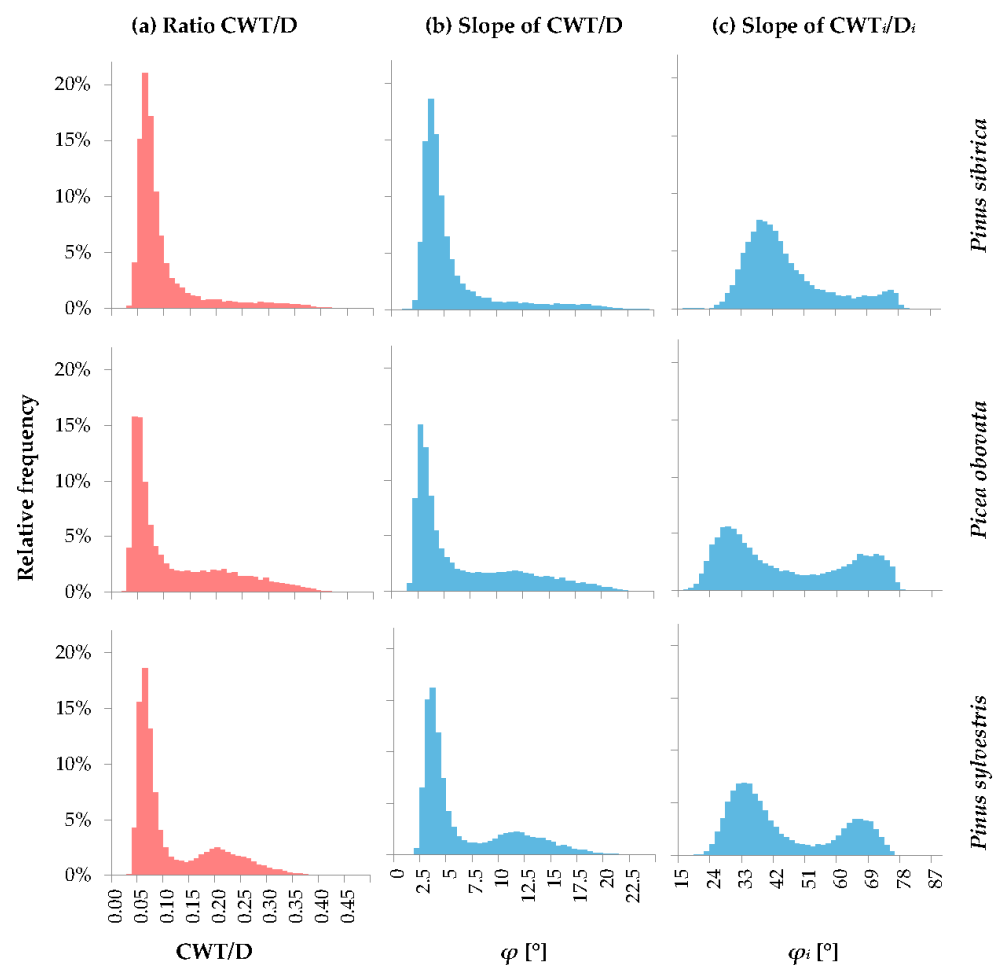 (a) Ratio CWT/D
(b) Slope of CWT/D
(c) Slope of CWTi/Di
20%
15%
10%
5%
0%
Pinus sibirica
20%
15%
10%
5%
0%
Picea obovata
Relative frequency
20%
15%
10%
5%
0%
Pinus sylvestris
0.00 0.05 0.10 0.15 0.20 0.25 0.30 0.35 0.40 0.45
0 2.5 5 7.5 10 12.5 15 17.5 20 22.5
15 24 33 42 51 60 69 78 87
CWT/D
φ [°]
φi [°]